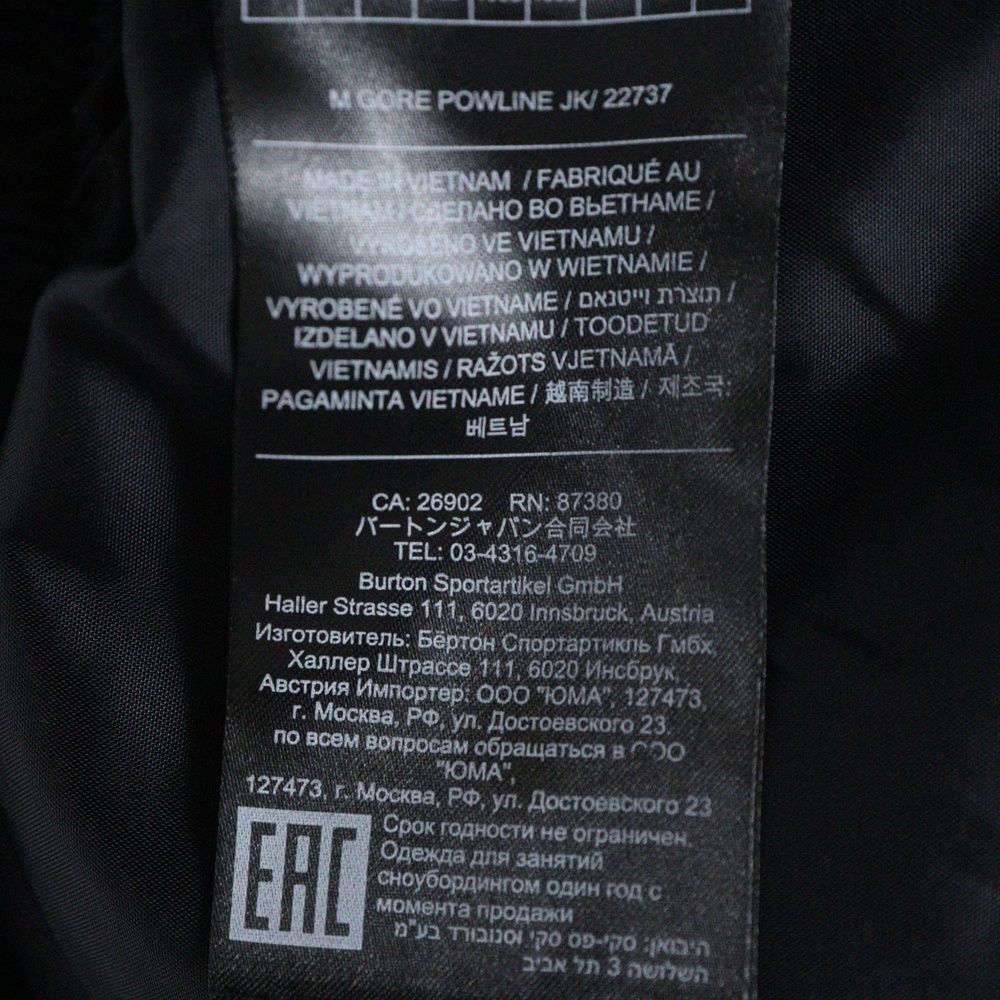 M GORE POWLINE JK/ 22737
MADE IN VIETNAM / FABRIQUÉ AU
VIETNAM / СДЕЛАНО ВО ВЬЕТНАМЕ /
VYROBENO VE VIETNAMU /
WYPRODUKOWANO W WIETNAMIE /
VYROBENÉ VO VIETNAME / תוצרת וייטנאם /
IZDELANO V VIETNAMU / TOODETUD
VIETNAMIS / RAŽOTS VJETNAMĀ /
PAGAMINTA VIETNAME / 越南制造 / 제조국:
베트남
CA: 26902 RN: 87380
バートンジャパン合同会社
TEL: 03-4316-4709
Burton Sportartikel GmbH
Haller Strasse 111, 6020 Innsbruck, Austria
Изготовитель: Бёртон Спортартикль Гмбх,
Халлер Штрассе 111, 6020 Инсбрук,
Австрия Импортер: ООО "ЮМА", 127473,
г. Москва, РФ, ул. Достоевского 23.
по всем вопросам обращаться в ООО
"ЮМА",
127473, г. Москва, РФ, ул. Достоевского 23
EAC
Срок годности не ограничен.
Одежда для занятий
сноубордингом один год с
момента продажи
היבואן: סקי-פס סקי וסנובורד בע"מ
השלושה 3 תל אביב